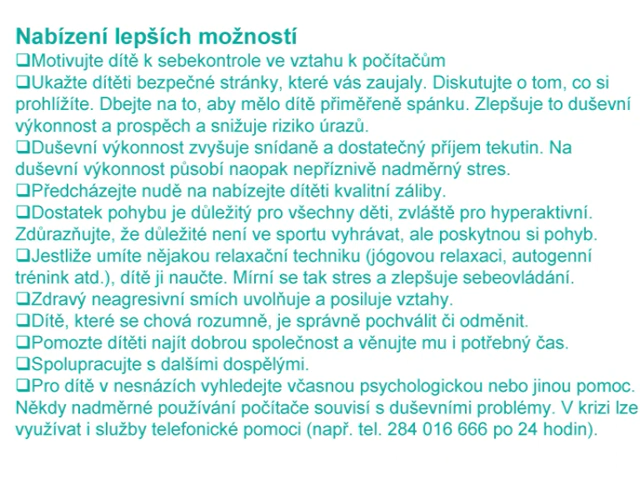 Nabízení lepších možností
❑Motivujte dítě k sebekontrole ve vztahu k počítačům
❑Ukažte dítěti bezpečné stránky, které vás zaujaly. Diskutujte o tom, co si
prohlížíte. Dbejte na to, aby mělo dítě přiměřeně spánku. Zlepšuje to duševní
výkonnost a prospěch a snižuje riziko úrazů.
❑Duševní výkonnost zvyšuje snídaně a dostatečný příjem tekutin. Na
duševní výkonnost působí naopak nepříznivě nadměrný stres.
❑Předcházejte nudě na nabízejte dítěti kvalitní záliby.
❑Dostatek pohybu je důležitý pro všechny děti, zvláště pro hyperaktivní.
Zdůrazňujte, že důležité není ve sportu vyhrávat, ale poskytnou si pohyb.
❑Jestliže umíte nějakou relaxační techniku (jógovou relaxaci, autogenní
trénink atd.), dítě ji naučte. Mírní se tak stres a zlepšuje sebeovládání.
❑Zdravý neagresivní smích uvolňuje a posiluje vztahy.
❑Dítě, které se chová rozumně, je správně pochválit či odměnit.
❑Pomozte dítěti najít dobrou společnost a věnujte mu i potřebný čas.
❑Spolupracujte s dalšími dospělými.
❑Pro dítě v nesnázích vyhledejte včasnou psychologickou nebo jinou pomoc.
Někdy nadměrné používání počítače souvisí s duševními problémy. V krizi lze
využívat i služby telefonické pomoci (např. tel. 284 016 666 po 24 hodin).